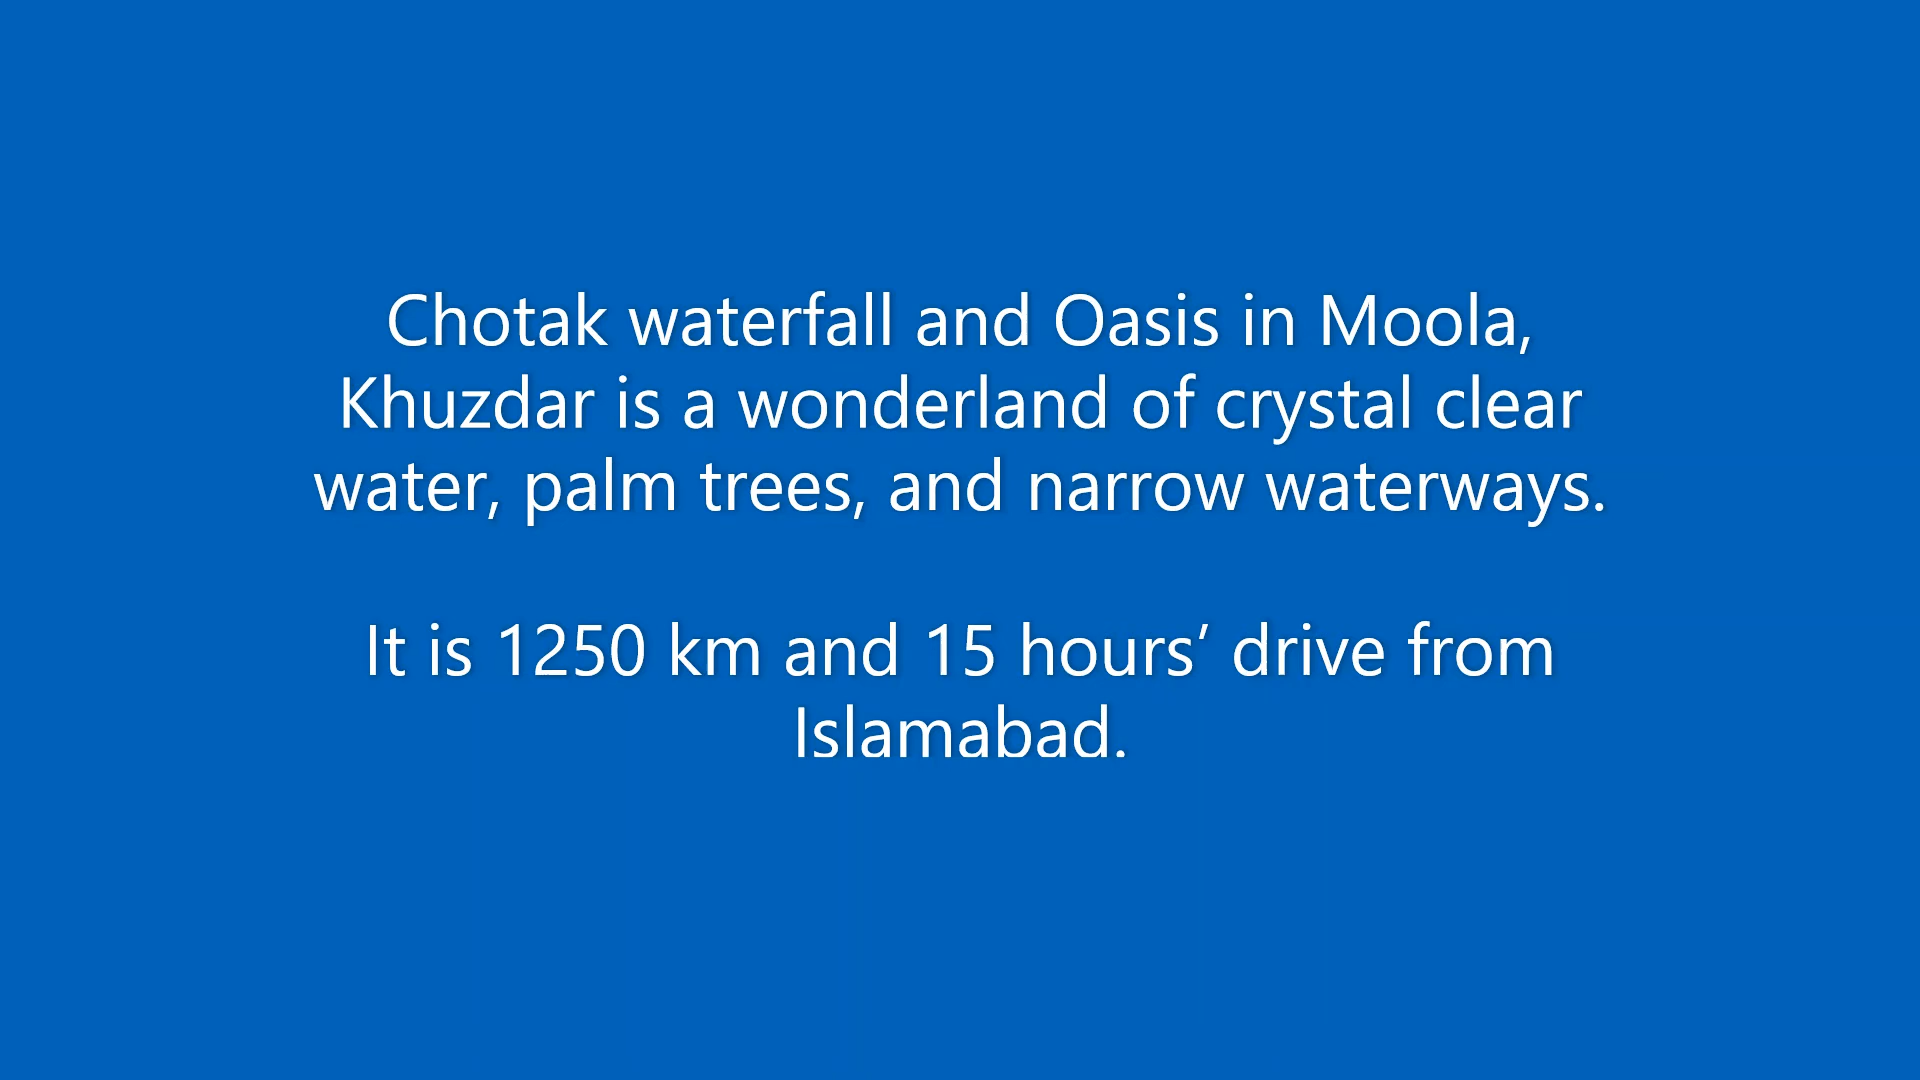 Chotak waterfall and Oasis in Moola,
Khuzdar is a wonderland of crystal clear
water, palm trees, and narrow waterways.
It is 1250 km and 15 hours’ drive from
Islamabad.